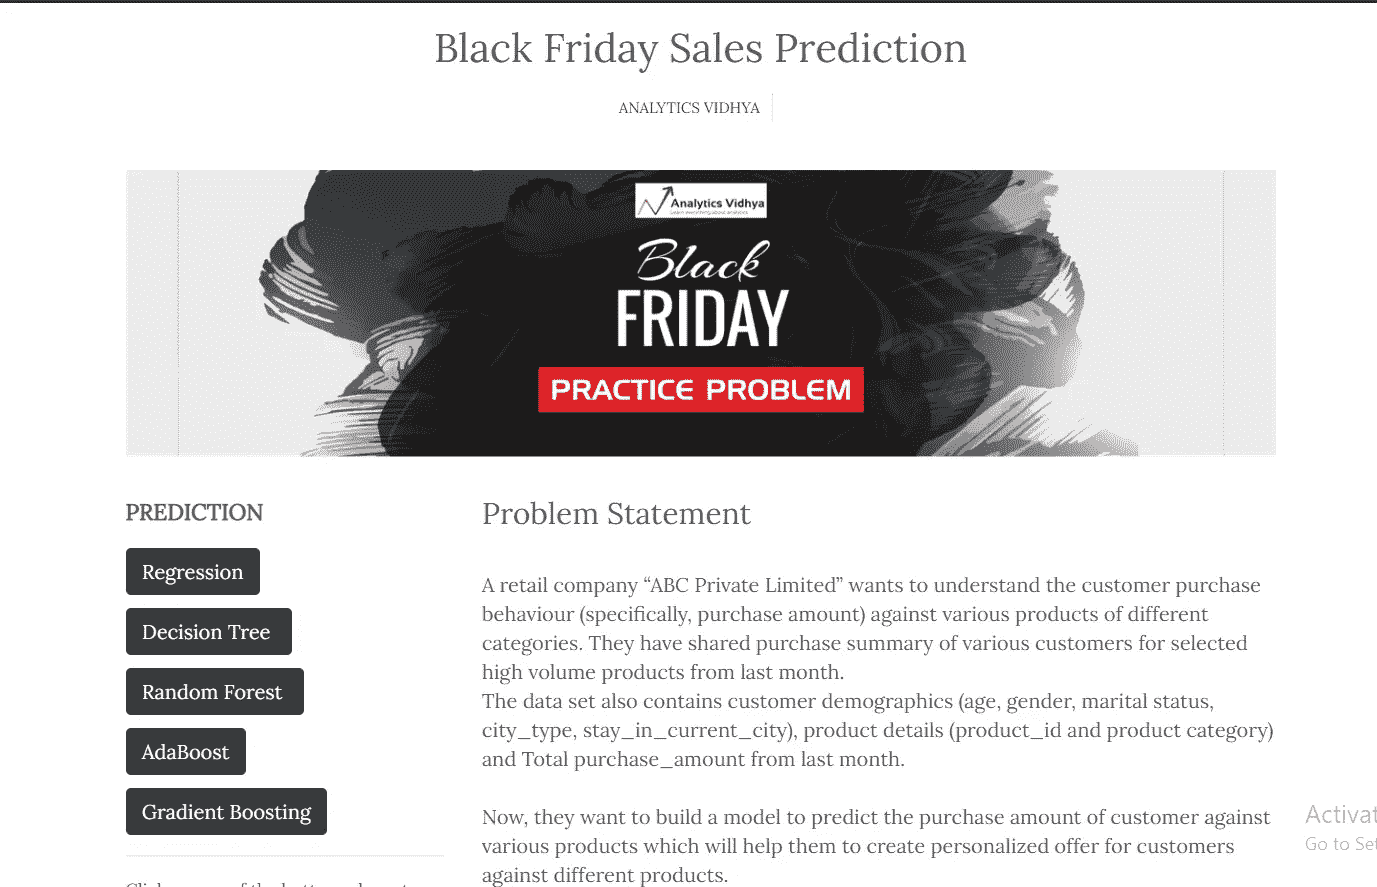 Black Friday Sales Prediction
ANALYTICS VIDHYA
Analytics Vidhya
Learn everything about analytics
Black
FRIDAY
PRACTICE PROBLEM
PREDICTION
Regression
Decision Tree
Random Forest
AdaBoost
Gradient Boosting
Problem Statement
A retail company “ABC Private Limited” wants to understand the customer purchase
behaviour (specifically, purchase amount) against various products of different
categories. They have shared purchase summary of various customers for selected
high volume products from last month.
The data set also contains customer demographics (age, gender, marital status,
city_type, stay_in_current_city), product details (product_id and product category)
and Total purchase_amount from last month.
Now, they want to build a model to predict the purchase amount of customer against
various products which will help them to create personalized offer for customers
against different products.
Activat
Go to Set